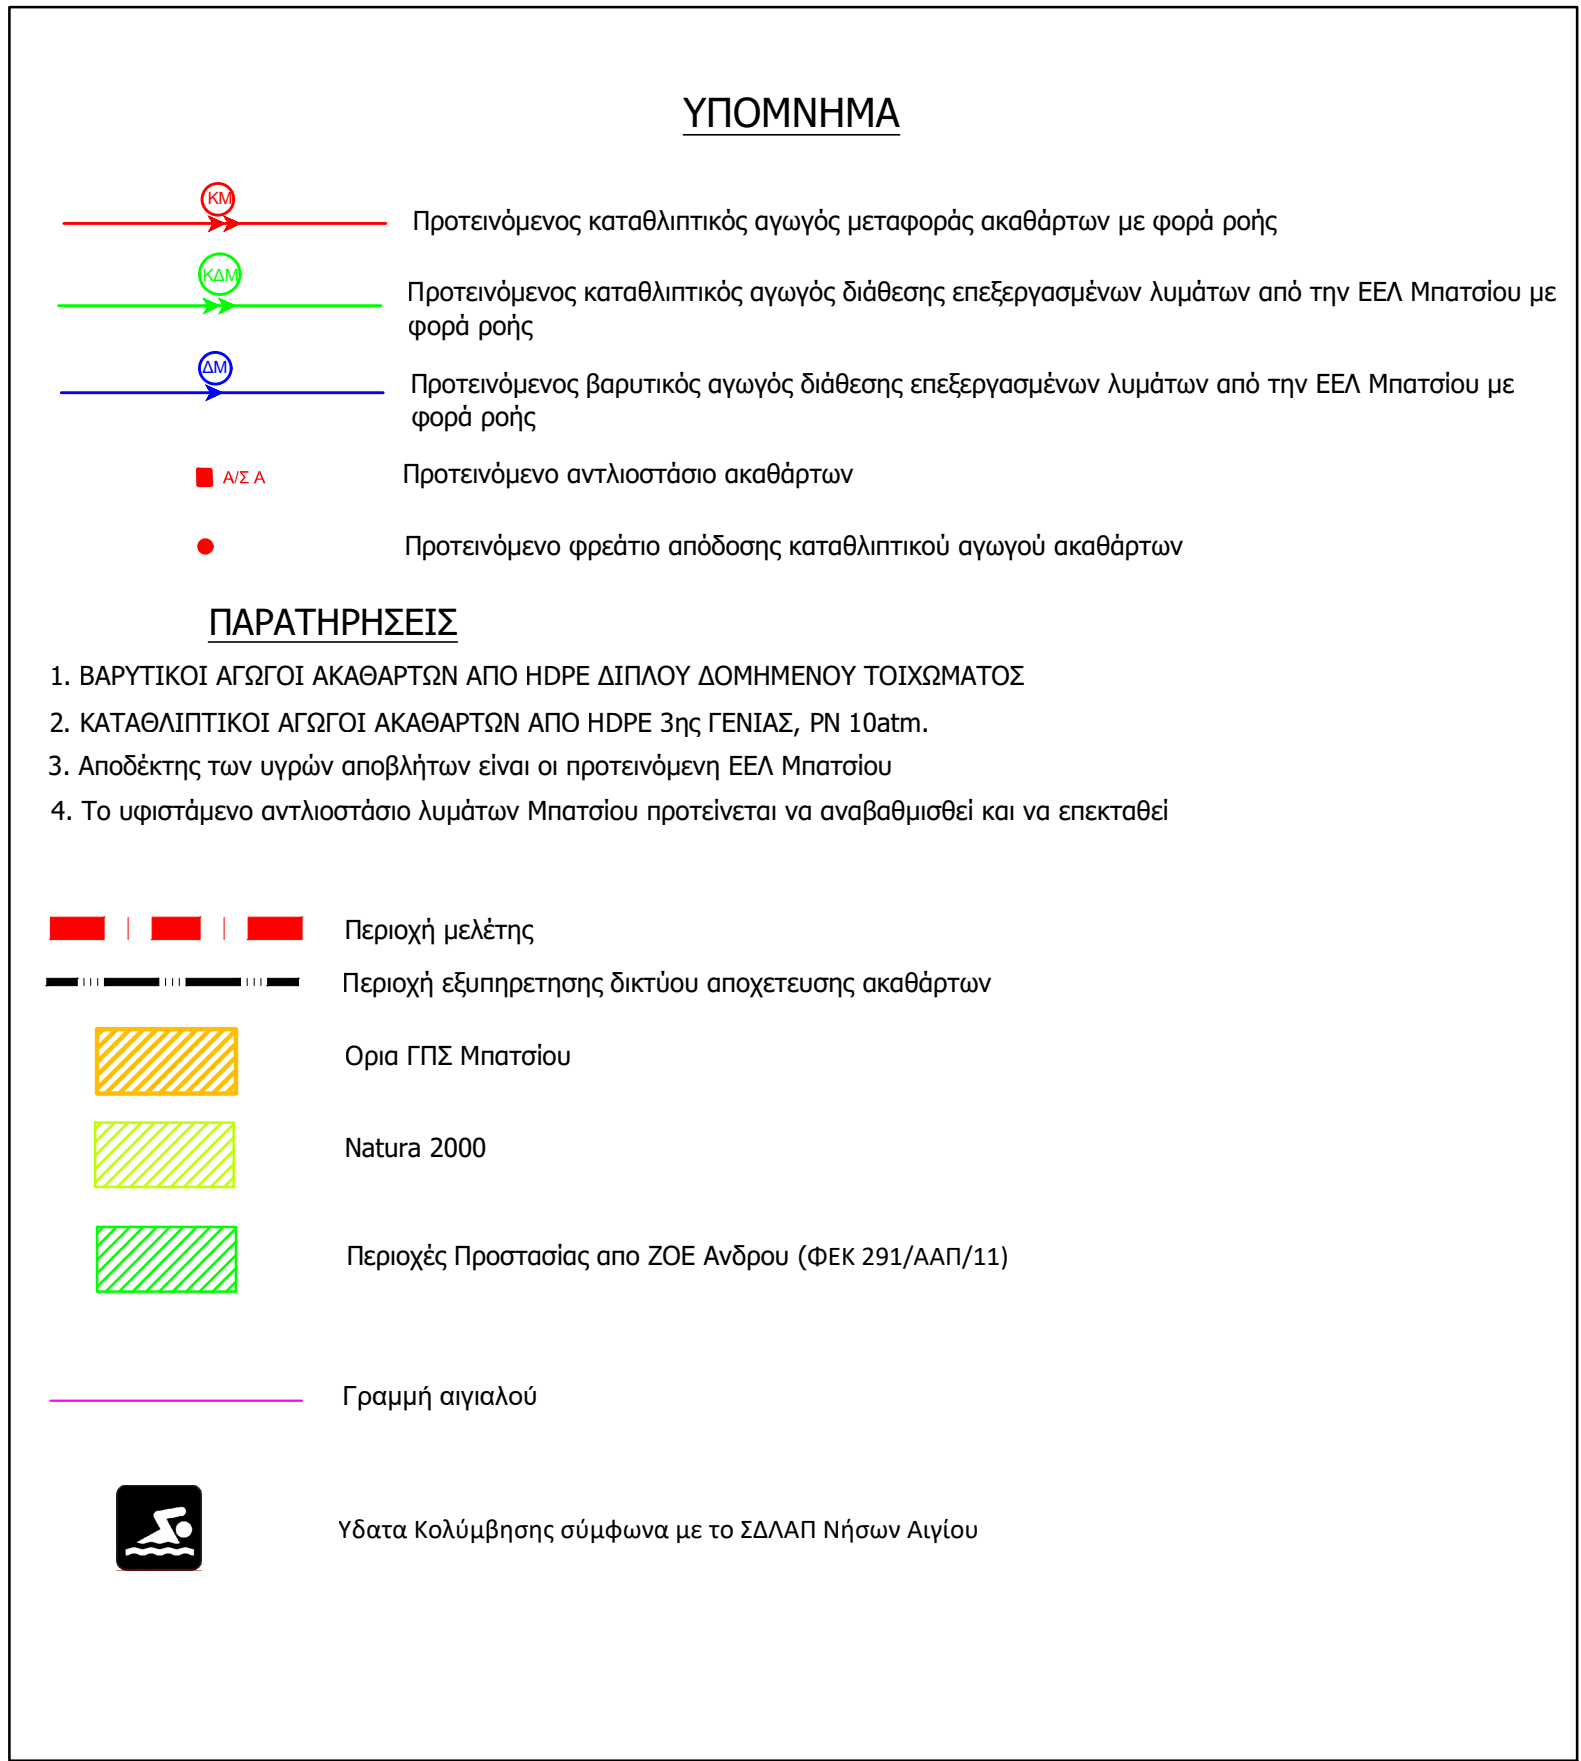 ΥΠΟΜΝΗΜΑ
ΚΜ
Προτεινόμενος καταθλιπτικός αγωγός μεταφοράς ακαθάρτων με φορά ροής
ΚΔΜ
Προτεινόμενος καταθλιπτικός αγωγός διάθεσης επεξεργασμένων λυμάτων από την ΕΕΛ Μπατσίου με
φορά ροής
ΔΜ
Προτεινόμενος βαρυτικός αγωγός διάθεσης επεξεργασμένων λυμάτων από την ΕΕΛ Μπατσίου με
φορά ροής
Α/Σ Α
Προτεινόμενο αντλιοστάσιο ακαθάρτων
Προτεινόμενο φρεάτιο απόδοσης καταθλιπτικού αγωγού ακαθάρτων
ΠΑΡΑΤΗΡΗΣΕΙΣ
1. ΒΑΡΥΤΙΚΟΙ ΑΓΩΓΟΙ ΑΚΑΘΑΡΤΩΝ ΑΠΟ HDPE ΔΙΠΛΟΥ ΔΟΜΗΜΕΝΟΥ ΤΟΙΧΩΜΑΤΟΣ
2. ΚΑΤΑΘΛΙΠΤΙΚΟΙ ΑΓΩΓΟΙ ΑΚΑΘΑΡΤΩΝ ΑΠΟ HDPE 3ης ΓΕΝΙΑΣ, PN 10atm.
3. Αποδέκτης των υγρών αποβλήτων είναι οι προτεινόμενη ΕΕΛ Μπατσίου
4. Το υφιστάμενο αντλιοστάσιο λυμάτων Μπατσίου προτείνεται να αναβαθμισθεί και να επεκταθεί
Περιοχή μελέτης
Περιοχή εξυπηρετησης δικτύου αποχετευσης ακαθάρτων
Ορια ΓΠΣ Μπατσίου
Natura 2000
Περιοχές Προστασίας απο ΖΟΕ Ανδρου (ΦΕΚ 291/ΑΑΠ/11)
Γραμμή αιγιαλού
Υδατα Κολύμβησης σύμφωνα με το ΣΔΛΑΠ Νήσων Αιγίου